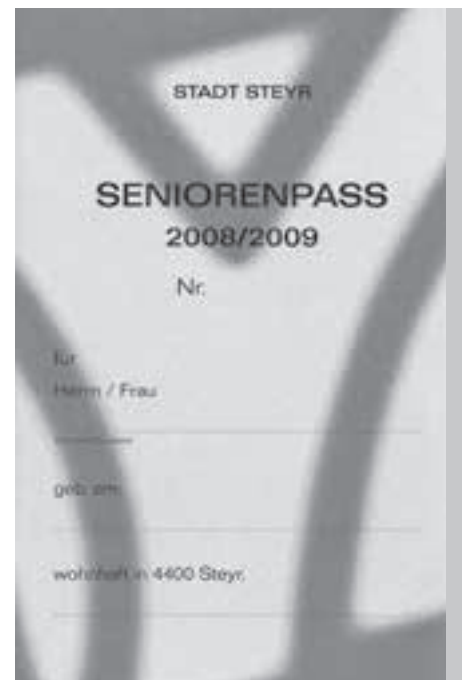 STADT STEYR
SENIORENPASS
2008/2009
Nr.
für
Herrn / Frau
geb. am:
wohnhaft in 4400 Steyr,